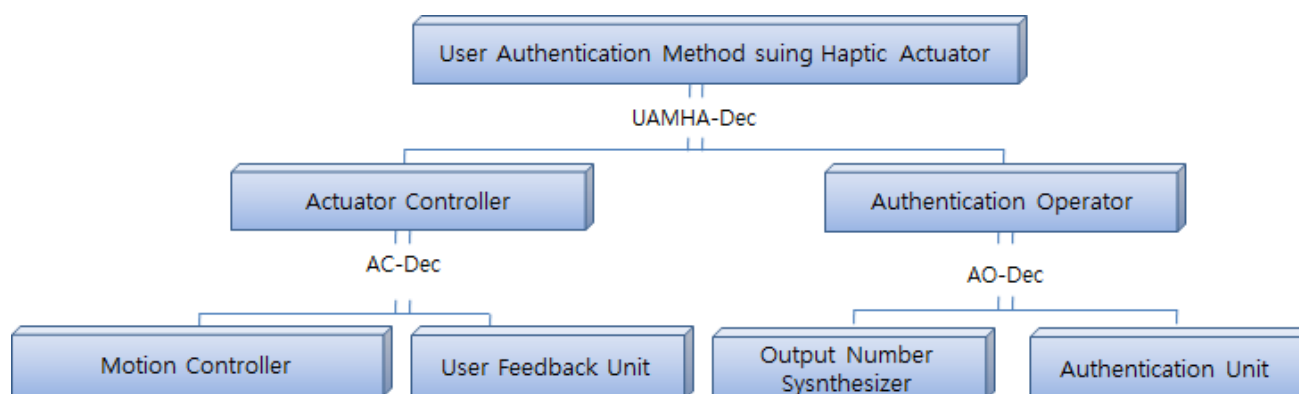 User Authentication Method suing Haptic Actuator
UAMHA-Dec
Actuator Controller
Authentication Operator
AC-Dec
AO-Dec
Motion Controller
User Feedback Unit
Output Number
Sysnthesizer
Authentication Unit